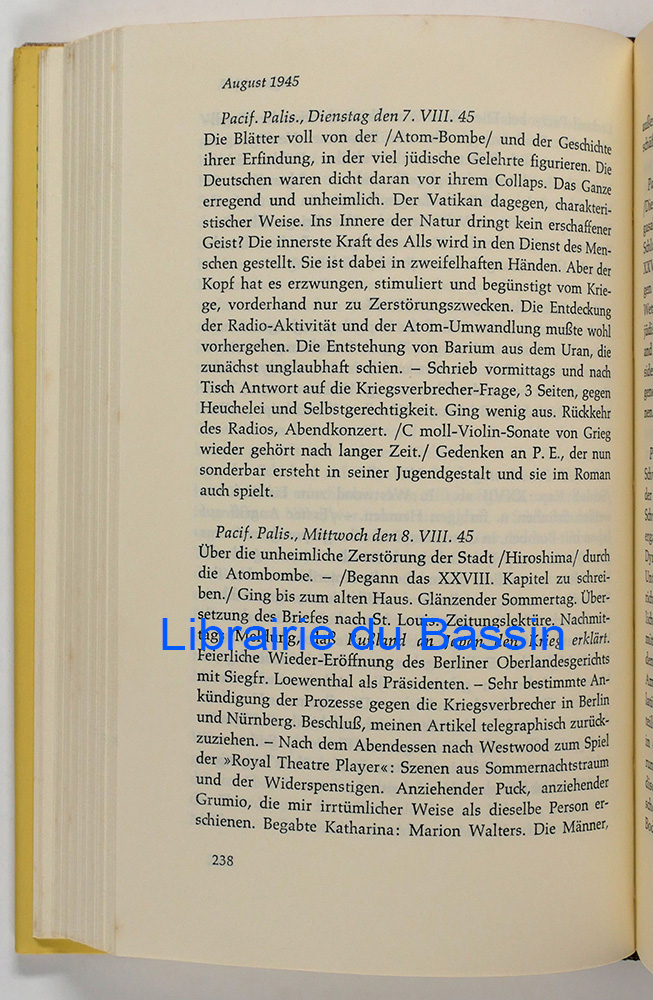 August 1945
Pacif. Palis., Dienstag den 7. VIII. 45
Die Blätter voll von der /Atom-Bombe/ und der Geschichte
ihrer Erfindung, in der viel jüdische Gelehrte figurieren. Die
Deutschen waren dicht daran vor ihrem Collaps. Das Ganze
erregend und unheimlich. Der Vatikan dagegen, charakteri-
stischer Weise. Ins Innere der Natur dringt kein erschaffener
Geist? Die innerste Kraft des Alls wird in den Dienst des Men-
schen gestellt. Sie ist dabei in zweifelhaften Händen. Aber der
Kopf hat es erzwungen, stimuliert und begünstigt vom Krie-
ge, vorderhand nur zu Zerstörungszwecken. Die Entdeckung
der Radio-Aktivität und der Atom-Umwandlung mußte wohl
vorhergehen. Die Entstehung von Barium aus dem Uran, die
zunächst unglaubhaft schien. – Schrieb vormittags und nach
Tisch Antwort auf die Kriegsverbrecher-Frage, 3 Seiten, gegen
Heuchelei und Selbstgerechtigkeit. Ging wenig aus. Rückkehr
des Radios, Abendkonzert. /C moll-Violin-Sonate von Grieg
wieder gehört nach langer Zeit./ Gedenken an P. E., der nun
sonderbar ersteht in seiner Jugendgestalt und sie im Roman
auch spielt.
Pacif. Palis., Mittwoch den 8. VIII. 45
Über die unheimliche Zerstörung der Stadt /Hiroshima/ durch
die Atombombe. – /Begann das XXVIII. Kapitel zu schrei-
ben./ Ging bis zum alten Haus. Glänzender Sommertag. Über-
setzung des Briefes nach St. Louis. Zeitungslektüre. Nachmit-
tags Meldung, daß Rußland an Japan den Krieg erklärt.
Librairie du Bassin
Feierliche Wieder-Eröffnung des Berliner Oberlandesgerichts
mit Siegfr. Loewenthal als Präsidenten. – Sehr bestimmte An-
kündigung der Prozesse gegen die Kriegsverbrecher in Berlin
und Nürnberg. Beschluß, meinen Artikel telegraphisch zurück-
zuziehen. – Nach dem Abendessen nach Westwood zum Spiel
der »Royal Theatre Player«: Szenen aus Sommernachtstraum
und der Widerspenstigen. Anziehender Puck, anziehender
Grumio, die mir irrtümlicher Weise als dieselbe Person er-
schienen. Begabte Katharina: Marion Walters. Die Männer,
238